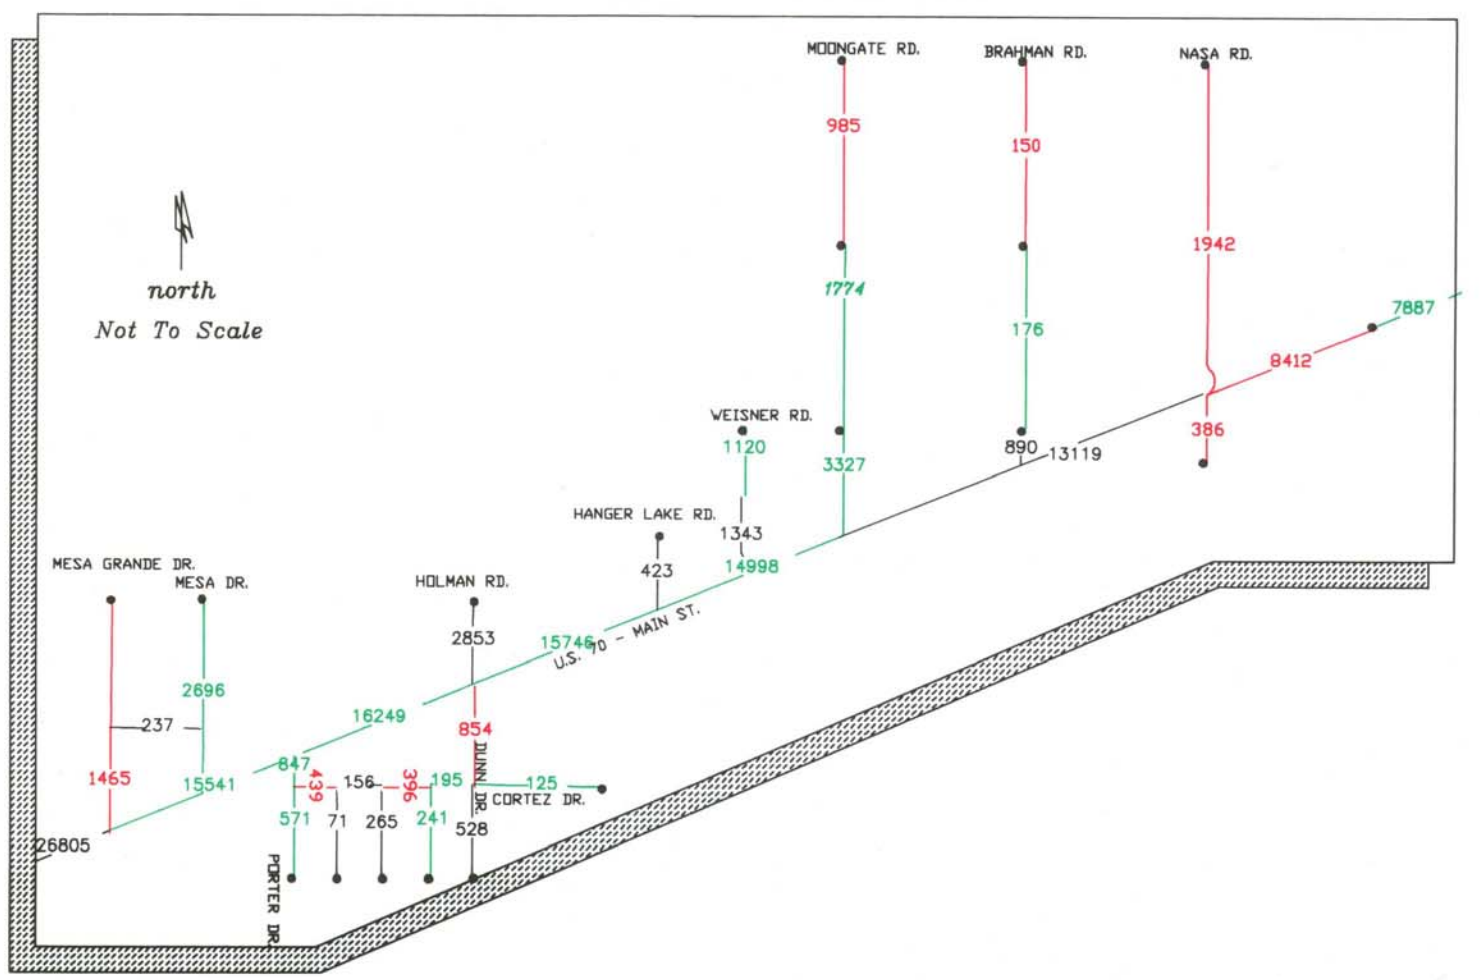 MOONGATE RD.
BRAHMAN RD.
NASA RD.
985
150
1942
north
Not To Scale
1774
176
7887
8412
WEISNER RD.
1120
386
890
13119
3327
HANGER LAKE RD.
1343
423
14998
MESA GRANDE DR.
MESA DR.
HOLMAN RD.
2853
15746
U.S. 70 - MAIN ST.
2696
16249
237
854
847
1465
15541
439
156
396
195
DUNN DR.
125
CORTEZ DR.
571
71
265
241
528
26805
PORTER DR.